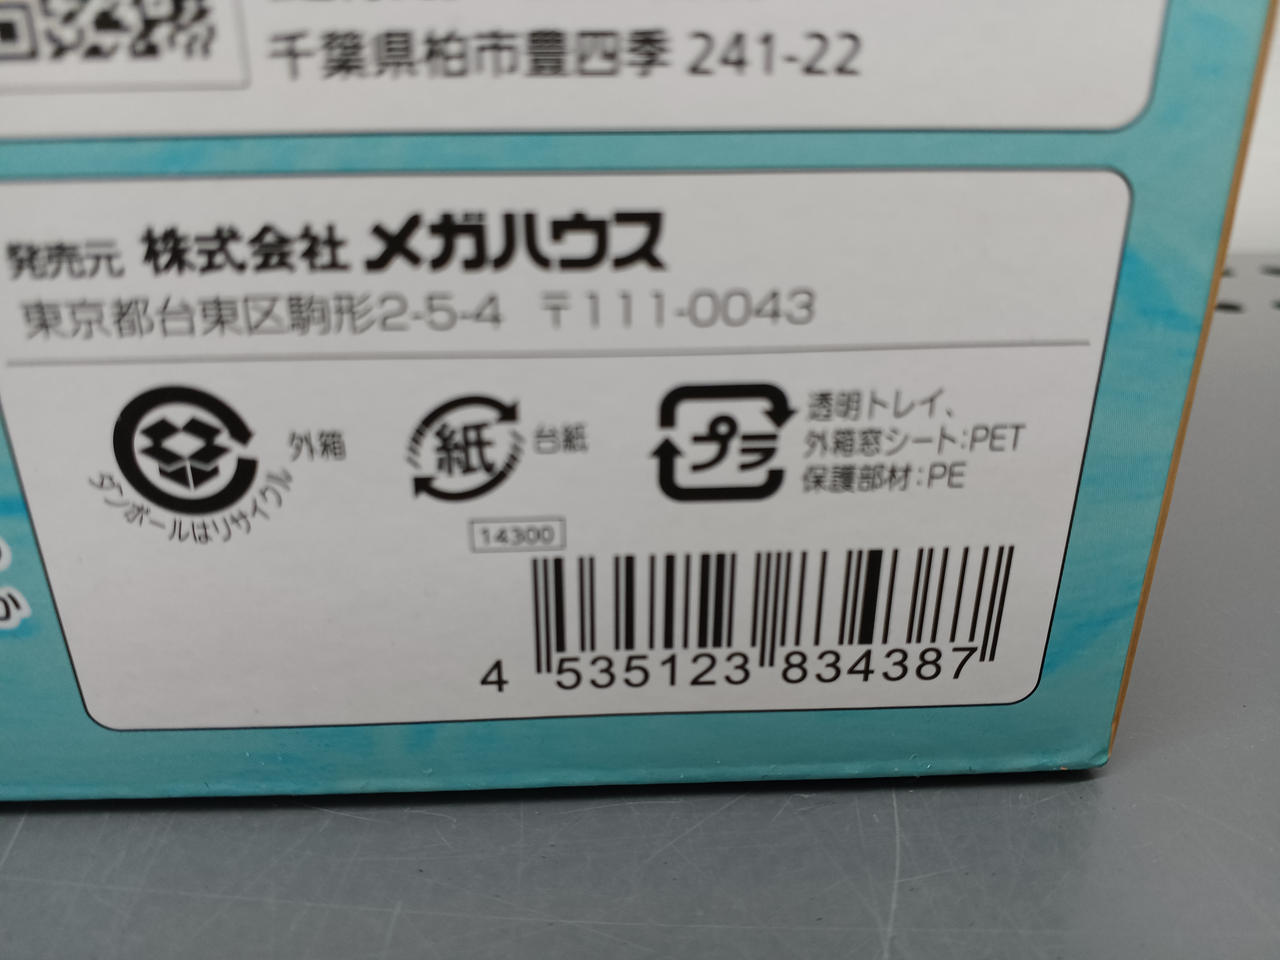 千葉県柏市豊四季 241-22
発売元 株式会社 メガハウス
東京都台東区駒形2-5-4 〒111-0043
ダンボールはリサイクル
外箱
紙
台紙
プラ
透明トレイ、
外箱窓シート:PET
保護部材:PE
14300
4 535123 834387
か